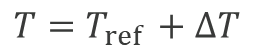 T = T_ref + ΔT